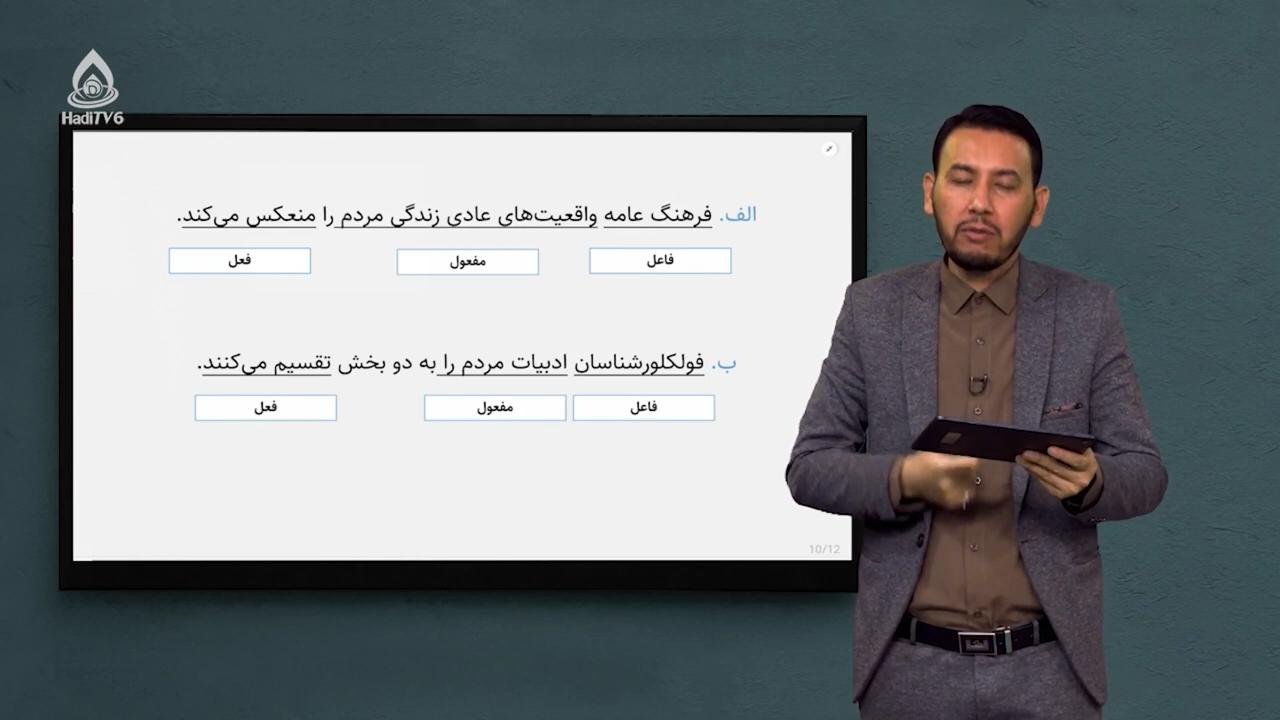 HadiTV6
الف. فرهنگ عامه واقعیت‌های عادی زندگی مردم را منعکس می‌کند.
فاعل مفعول فعل
ب. فولکلورشناسان ادبیات مردم را به دو بخش تقسیم می‌کنند.
فاعل مفعول فعل
10/12